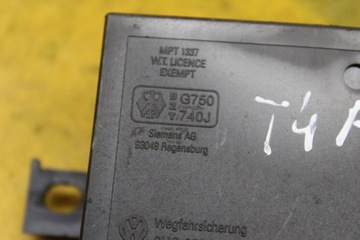 MPT 1337
W.T. LICENCE
EXEMPT
G750
740J
Siemens AG
93049 Regensburg
T4
Wegfahrsicherung